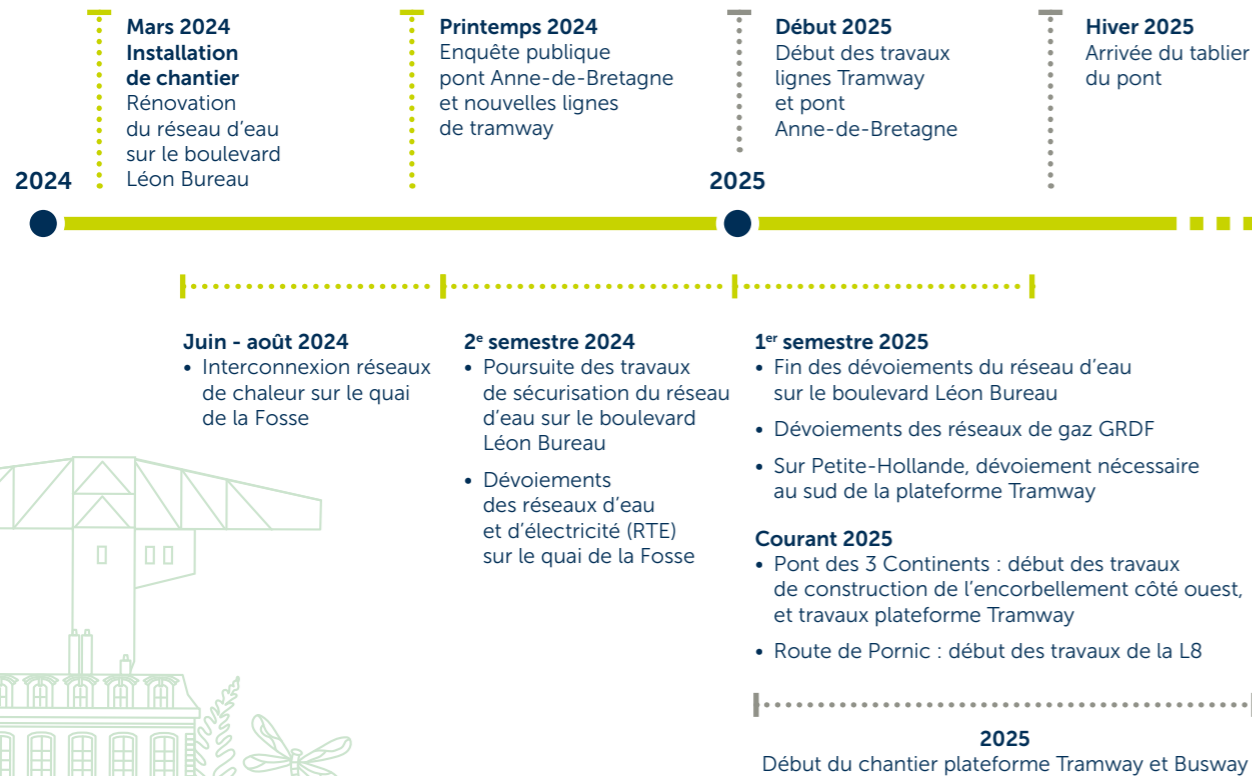 Mars 2024
Installation
de chantier
Rénovation
du réseau d'eau
sur le boulevard
Léon Bureau
Printemps 2024
Enquête publique
pont Anne-de-Bretagne
et nouvelles lignes
de tramway
Début 2025
Début des travaux
lignes Tramway
et pont
Anne-de-Bretagne
Hiver 2025
Arrivée du tablier
du pont
2024
2025
Juin - août 2024
• Interconnexion réseaux
de chaleur sur le quai
de la Fosse
2e semestre 2024
• Poursuite des travaux
de sécurisation du réseau
d'eau sur le boulevard
Léon Bureau
• Dévoiements
des réseaux d'eau
et d'électricité (RTE)
sur le quai de la Fosse
1er semestre 2025
• Fin des dévoiements du réseau d'eau
sur le boulevard Léon Bureau
• Dévoiements des réseaux de gaz GRDF
• Sur Petite-Hollande, dévoiement nécessaire
au sud de la plateforme Tramway
Courant 2025
• Pont des 3 Continents : début des travaux
de construction de l'encorbellement côté ouest,
et travaux plateforme Tramway
• Route de Pornic : début des travaux de la L8
2025
Début du chantier plateforme Tramway et Busway